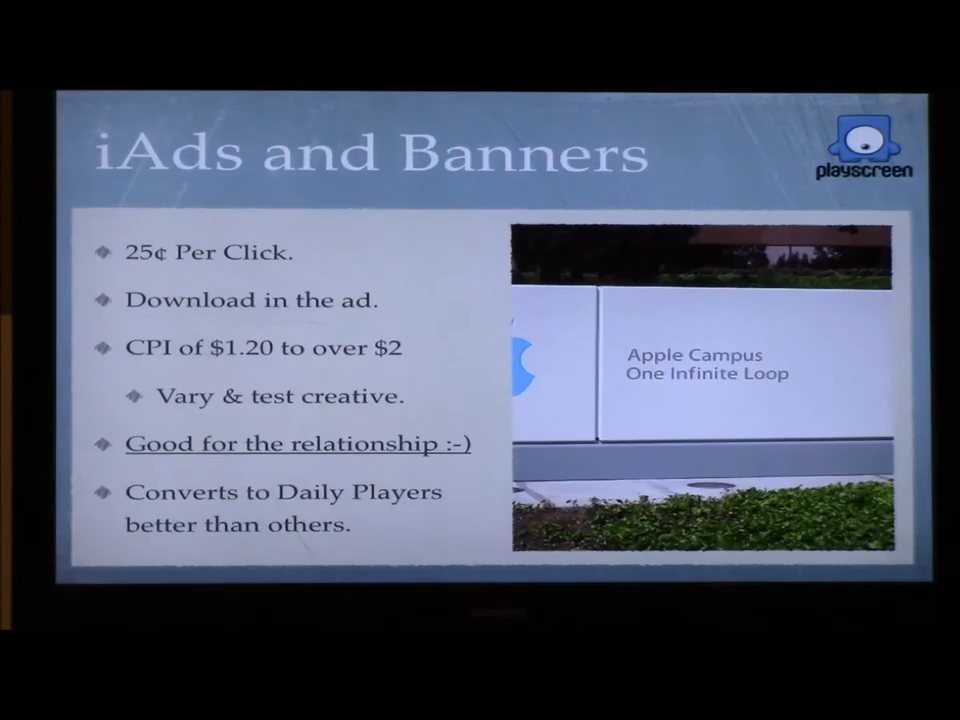 iAds and Banners
playscreen
25¢ Per Click.
Download in the ad.
CPI of $1.20 to over $2
Vary & test creative.
Good for the relationship :-)
Converts to Daily Players
better than others.
Apple Campus
One Infinite Loop